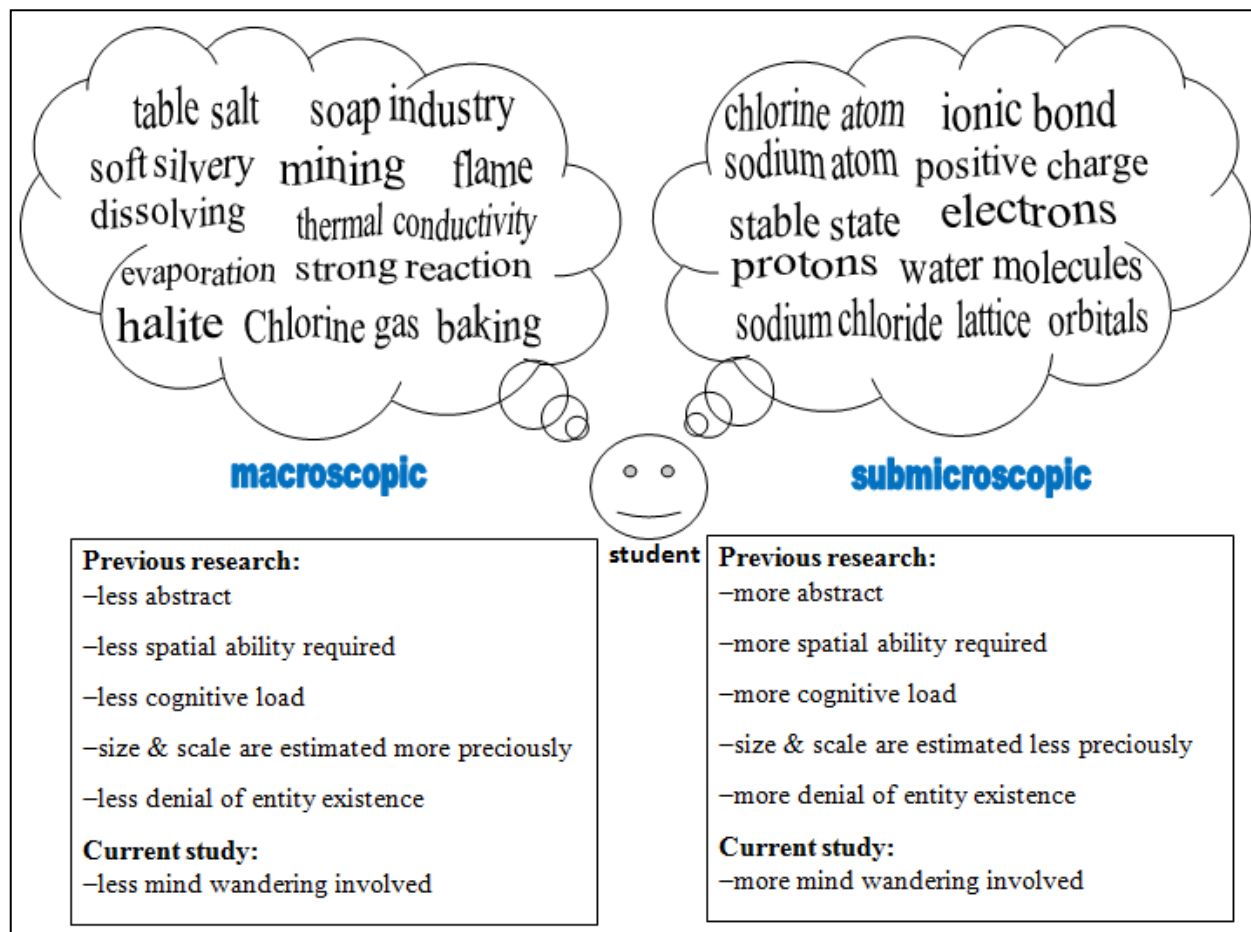 table salt soap industry
soft silvery mining flame
dissolving thermal conductivity
evaporation strong reaction
halite Chlorine gas baking
macroscopic
chlorine atom ionic bond
sodium atom positive charge
stable state electrons
protons water molecules
sodium chloride lattice orbitals
submicroscopic
student
Previous research:
–less abstract
–less spatial ability required
–less cognitive load
–size & scale are estimated more preciously
–less denial of entity existence
Current study:
–less mind wandering involved
Previous research:
–more abstract
–more spatial ability required
–more cognitive load
–size & scale are estimated less preciously
–more denial of entity existence
Current study:
–more mind wandering involved